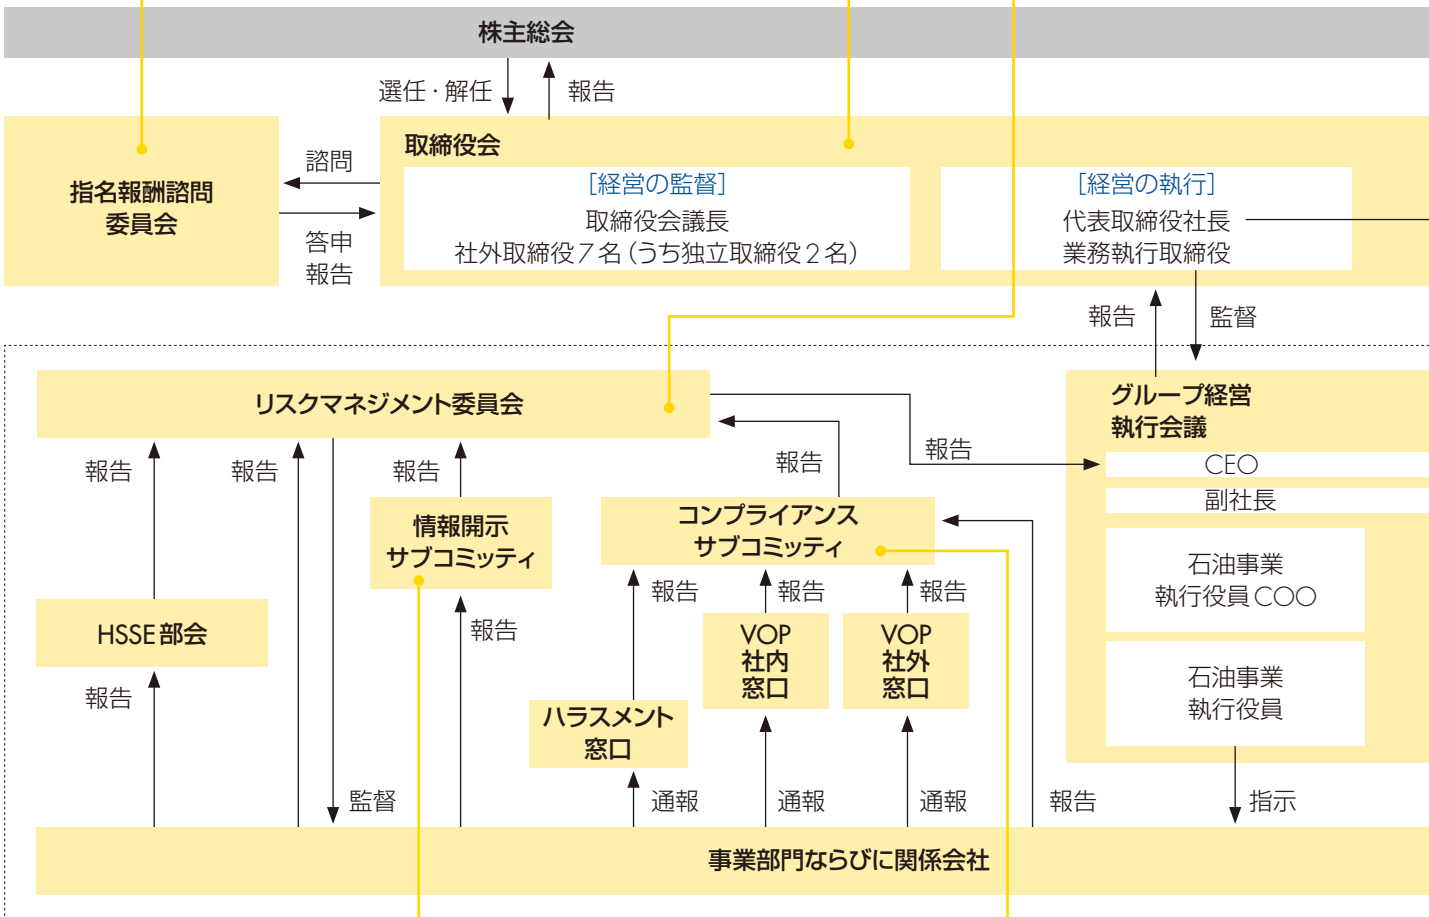 株主総会
選任・解任
報告
取締役会
[経営の監督]
取締役会議長
社外取締役7名(うち独立取締役2名)
[経営の執行]
代表取締役社長
業務執行取締役
指名報酬諮問
委員会
諮問
答申
報告
報告
監督
リスクマネジメント委員会
報告
報告
報告
報告
報告
グループ経営
執行会議
CEO
副社長
石油事業
執行役員COO
石油事業
執行役員
情報開示
サブコミッティ
コンプライアンス
サブコミッティ
報告
報告
報告
報告
HSSE部会
VOP
社内
窓口
VOP
社外
窓口
報告
ハラスメント
窓口
監督
通報
通報
通報
報告
指示
事業部門ならびに関係会社